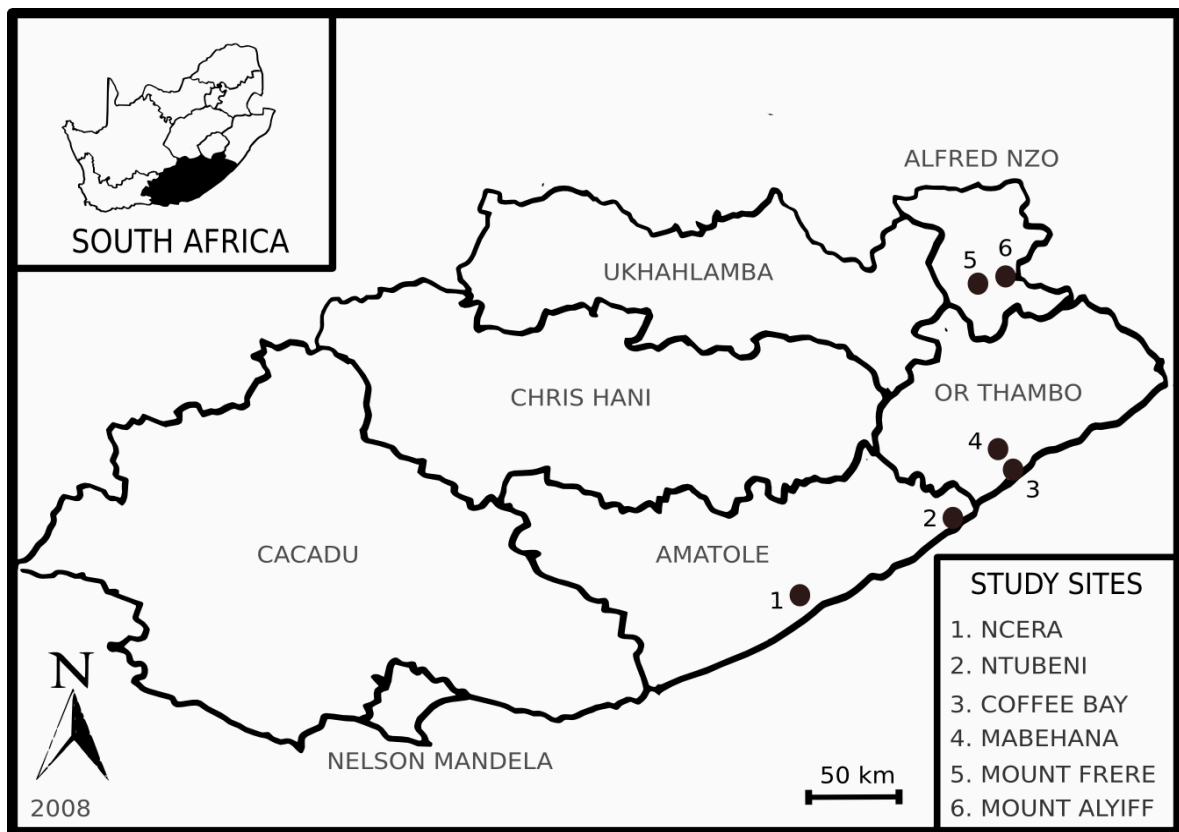 SOUTH AFRICA
ALFRED NZO
5
6
UKHAHLAMBA
CHRIS HANI
OR THAMBO
4
3
2
CACADU
AMATOLE
1
N
NELSON MANDELA
50 km
2008
STUDY SITES
1. NCERA
2. NTUBENI
3. COFFEE BAY
4. MABEHANA
5. MOUNT FRERE
6. MOUNT ALYIFF